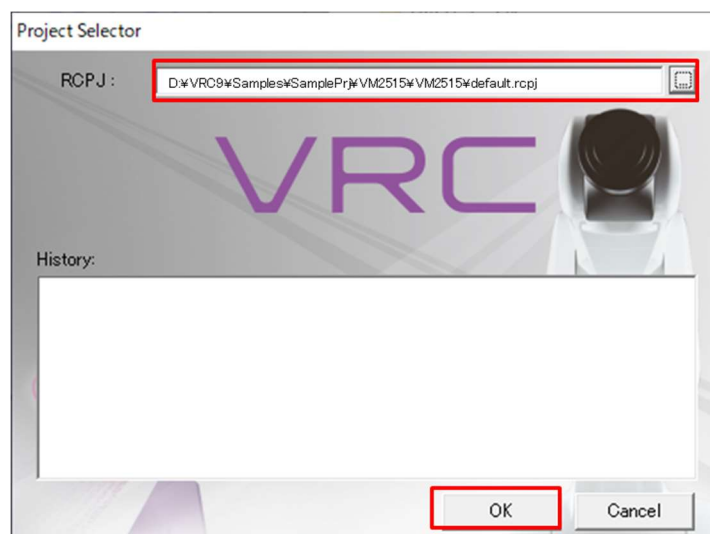 Project Selector
RCPJ :
D:¥VRC9¥Samples¥SamplePrj¥VM2515¥VM2515¥default.rcpj
...
VRC
History:
OK
Cancel